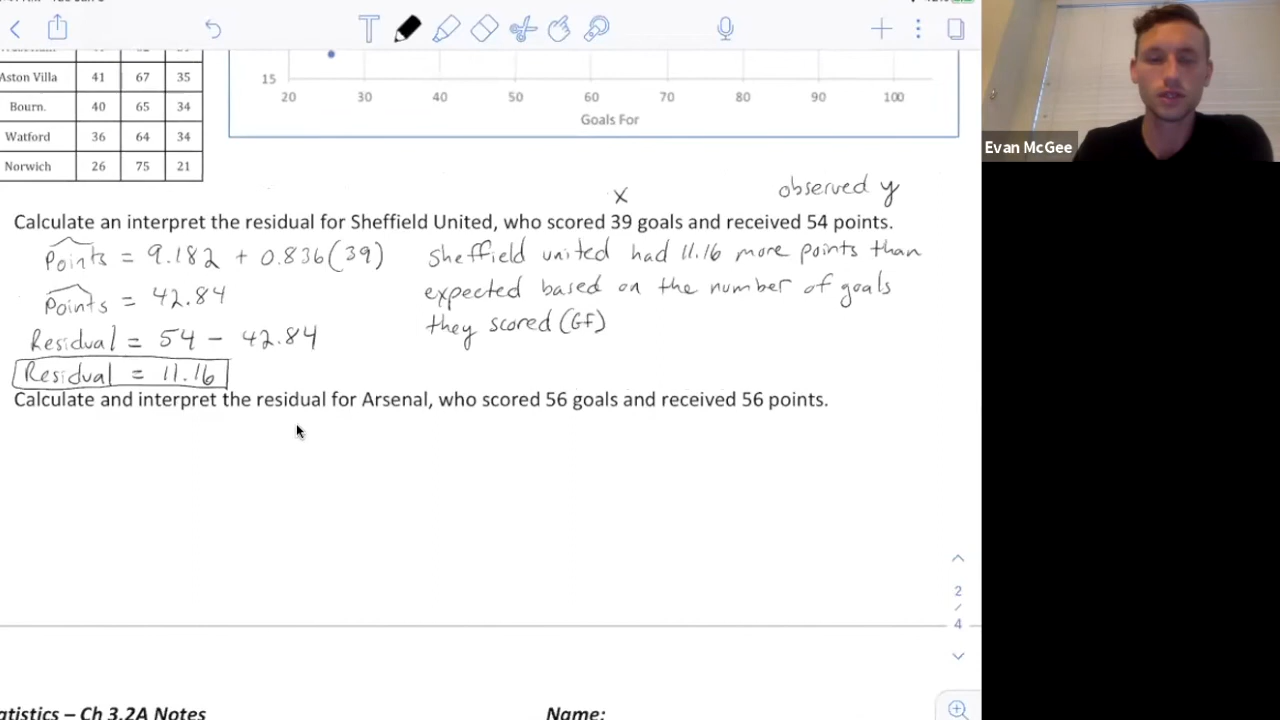 15
20 30 40 50 60 70 80 90 100
Goals For
Aston Villa 41 67 35
Bourn. 40 65 34
Watford 36 64 34
Norwich 26 75 21
Evan McGee
x observed y
Calculate an interpret the residual for Sheffield United, who scored 39 goals and received 54 points.
Points = 9.182 + 0.836(39)
Points = 42.84
Residual = 54 - 42.84
Residual = 11.16
Sheffield united had 11.16 more points than
expected based on the number of goals
they scored (GF)
Calculate and interpret the residual for Arsenal, who scored 56 goals and received 56 points.
2
/
4
atistics – Ch 3.2A Notes Name: